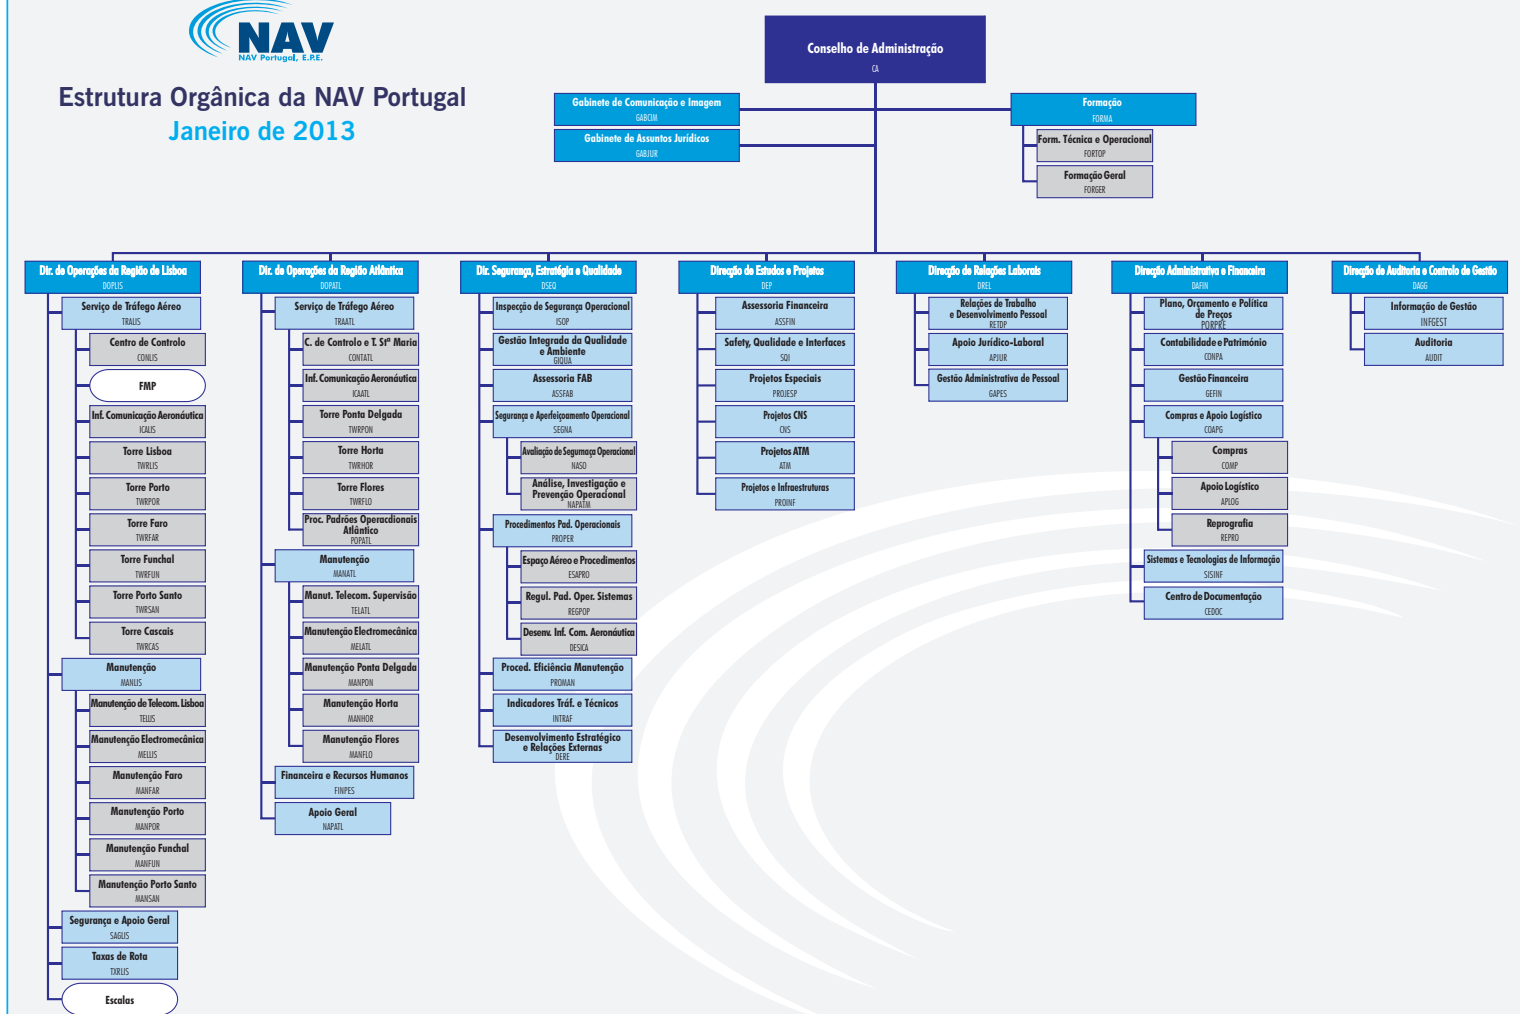 NAV
NAV Portugal, E.P.E.
Estrutura Orgânica da NAV Portugal
Janeiro de 2013
Conselho de Administração
CA
Gabinete de Comunicação e Imagem
GABCIM
Gabinete de Assuntos Jurídicos
GABJUR
Formação
FORMA
Form. Técnica e Operacional
FORTOP
Formação Geral
FORGER
Dir. de Operações da Região de Lisboa
DOPLIS
Serviço de Tráfego Aéreo
TRALIS
Centro de Controlo
CONLIS
FMP
Inf. Comunicação Aeronáutica
ICALIS
Torre Lisboa
TWRLIS
Torre Porto
TWRPOR
Torre Faro
TWRFAR
Torre Funchal
TWRFUN
Torre Porto Santo
TWRSAN
Torre Cascais
TWRCAS
Manutenção
MANLIS
Manutenção de Telecom. Lisboa
TELLIS
Manutenção Electromecânica
MELLIS
Manutenção Faro
MANFAR
Manutenção Porto
MANPOR
Manutenção Funchal
MANFUN
Manutenção Porto Santo
MANSAN
Segurança e Apoio Geral
SAGLIS
Taxas de Rota
TXRLIS
Escalas
Dir. de Operações da Região Atlântica
DOPATL
Serviço de Tráfego Aéreo
TRAATL
C. de Controlo e T. Stª Maria
CONTATL
Inf. Comunicação Aeronáutica
ICAATL
Torre Ponta Delgada
TWRPON
Torre Horta
TWRHOR
Torre Flores
TWRFLO
Proc. Padrões Operacdionais
Atlântico
POPATL
Manutenção
MANATL
Manut. Telecom. Supervisão
TELATL
Manutenção Electromecânica
MELATL
Manutenção Ponta Delgada
MANPON
Manutenção Horta
MANHOR
Manutenção Flores
MANFLO
Financeira e Recursos Humanos
FINPES
Apoio Geral
NAPATL
Dir. Segurança, Estratégia e Qualidade
DSEQ
Inspecção de Segurança Operacional
ISOP
Gestão Integrada da Qualidade
e Ambiente
GIQUA
Assessoria FAB
ASSFAB
Segurança e Aperfeiçoamento Operacional
SEGNA
Avaliação de Segurnaça Operacional
NASO
Análise, Investigação e
Prevenção Operacional
NAPATM
Procedimentos Pad. Operacionais
PROPER
Espaço Aéreo e Procedimentos
ESAPRO
Regul. Pad. Oper. Sistemas
REGPOP
Desenv. Inf. Com. Aeronáutica
DESICA
Proced. Eficiência Manutenção
PROMAN
Indicadores Tráf. e Técnicos
INTRAF
Desenvolvimento Estratégico
e Relações Externas
DERE
Direcção de Estudos e Projetos
DEP
Assessoria Financeira
ASSFIN
Safety, Qualidade e Interfaces
SQI
Projetos Especiais
PROJESP
Projetos CNS
CNS
Projetos ATM
ATM
Projetos e Infraestruturas
PROINF
Direcção de Relações Laborais
DREL
Relações de Trabalho
e Desenvolvimento Pessoal
RETDP
Apoio Jurídico-Laboral
APJUR
Gestão Administrativa de Pessoal
GAPES
Direcção Administrativa e Financeira
DAFIN
Plano, Orçamento e Política
de Preços
PORPRE
Contabilidade e Património
CONPA
Gestão Financeira
GEFIN
Compras e Apoio Logístico
COAPG
Compras
COMP
Apoio Logístico
APLOG
Reprografia
REPRO
Sistemas e Tecnologias de Informação
SISINF
Centro de Documentação
CEDOC
Direcção de Auditoria e Controlo de Gestão
DAGG
Informação de Gestão
INFGEST
Auditoria
AUDIT